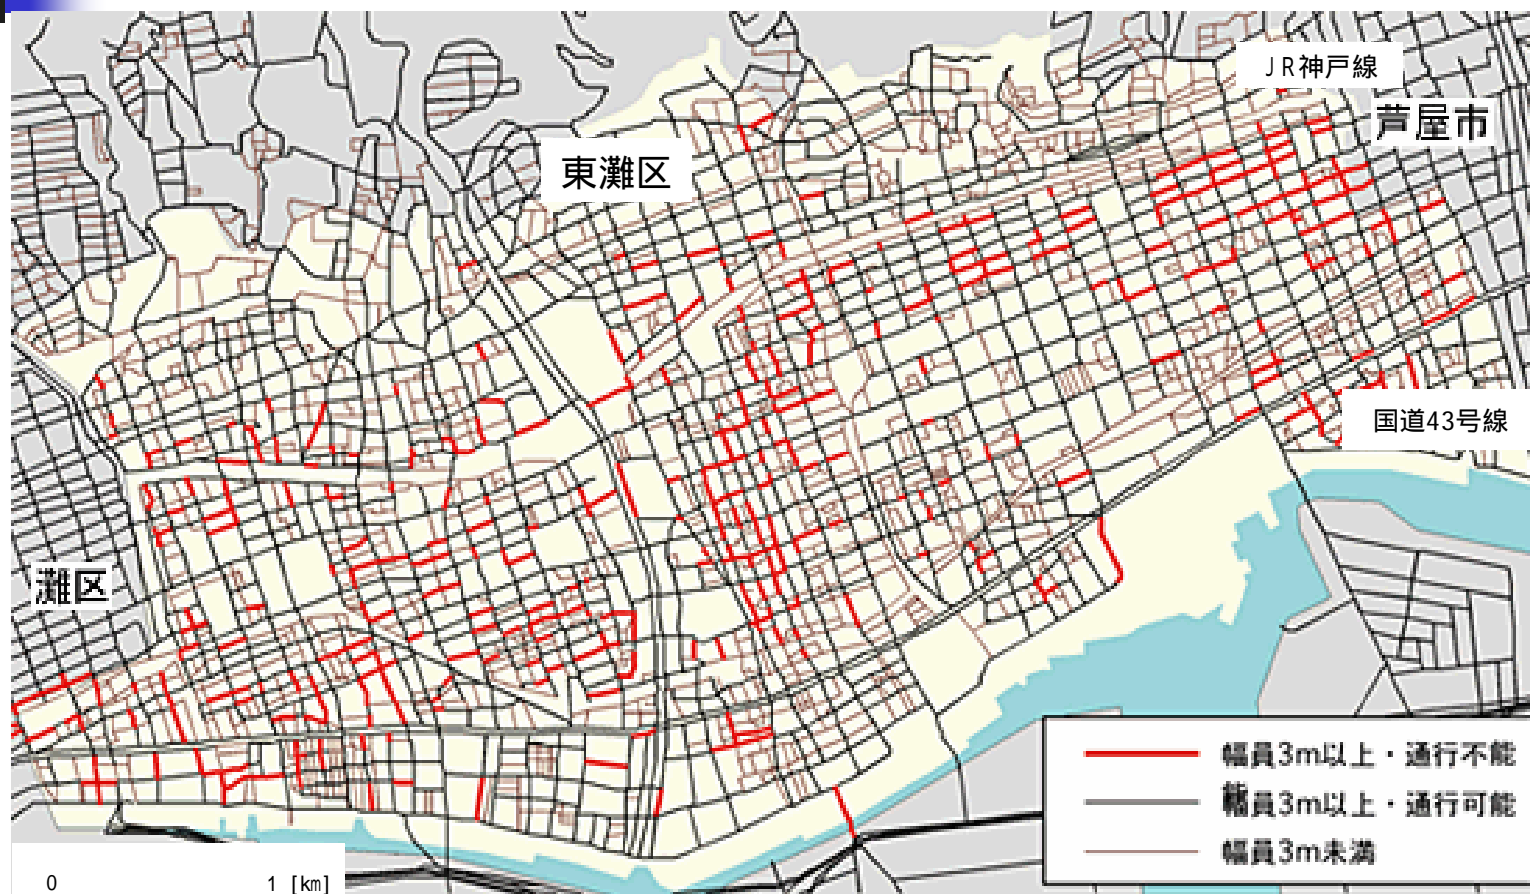 JR神戸線
芦屋市
東灘区
国道43号線
灘区
幅員3m以上・通行不能
幅員3m以上・通行可能
幅員3m未満
0 1 [km]